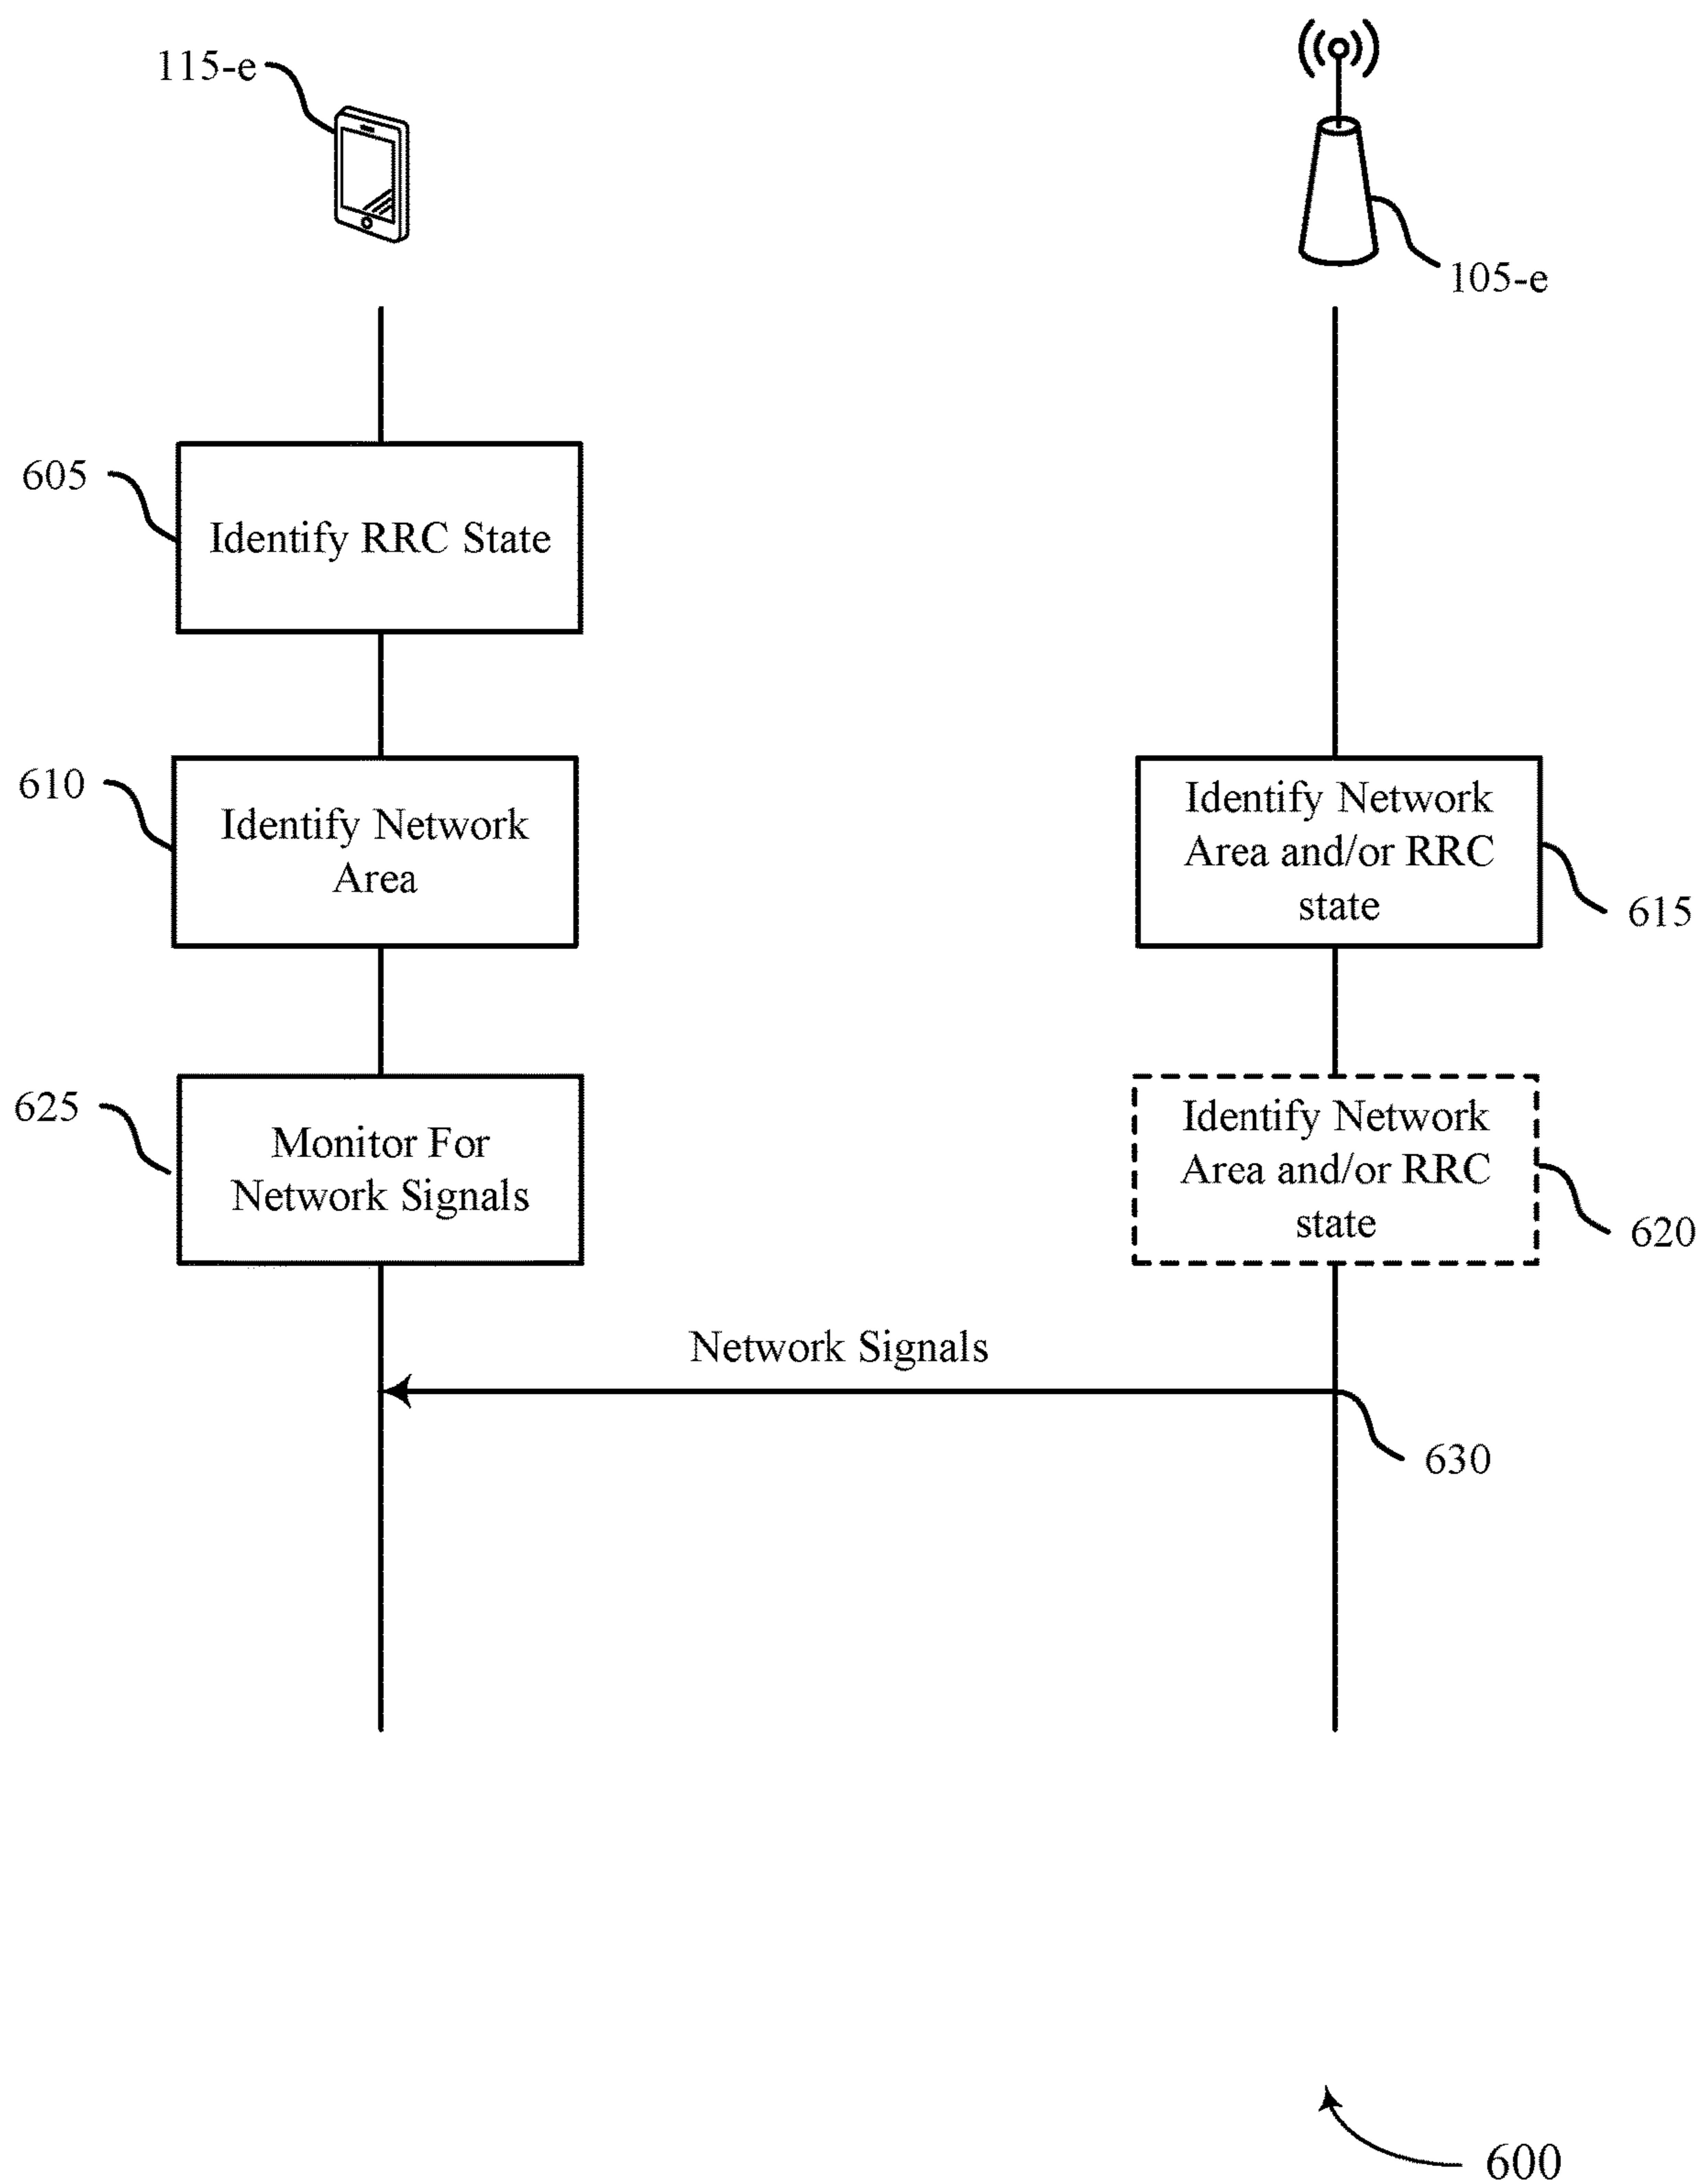 115-e
105-e
605
Identify RRC State
610
Identify Network
Area
Identify Network
Area and/or RRC
state
615
625
Monitor For
Network Signals
Identify Network
Area and/or RRC
state
620
Network Signals
630
600